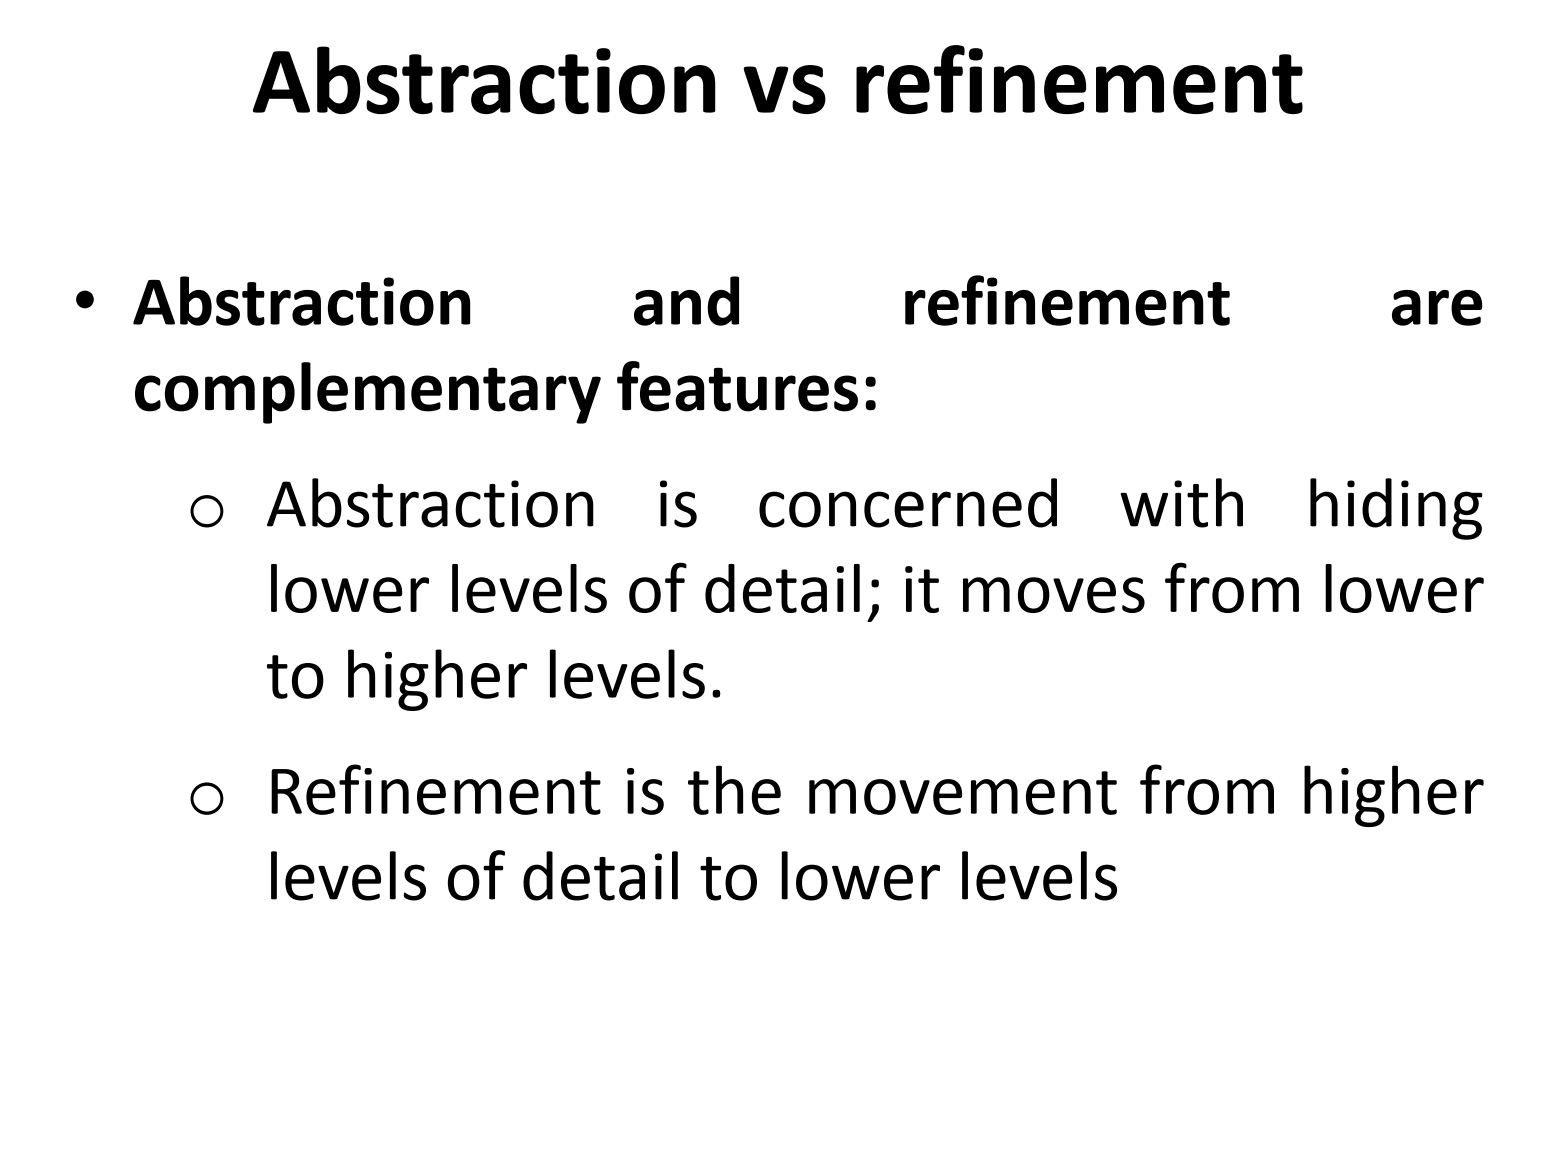 Abstraction vs refinement
• Abstraction and refinement are
complementary features:
o Abstraction is concerned with hiding
lower levels of detail; it moves from lower
to higher levels.
o Refinement is the movement from higher
levels of detail to lower levels